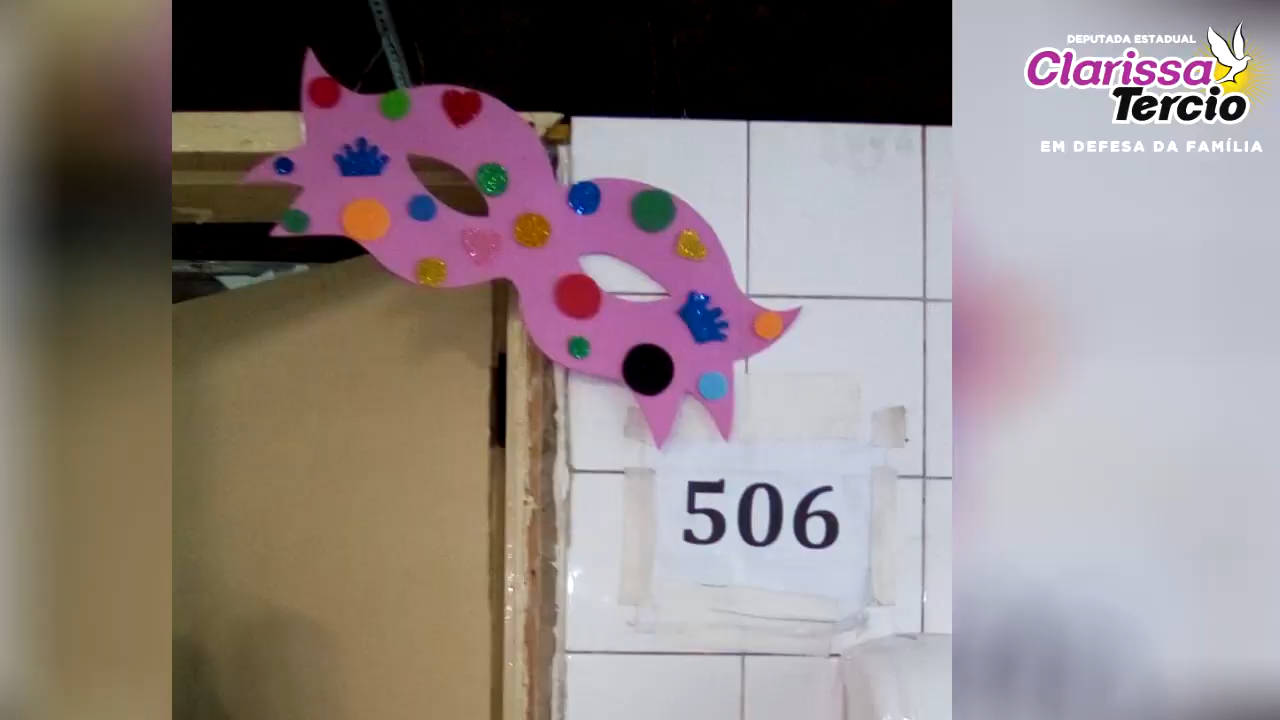 DEPUTADA ESTADUAL
Clarissa
Tercio
EM DEFESA DA FAMÍLIA
506